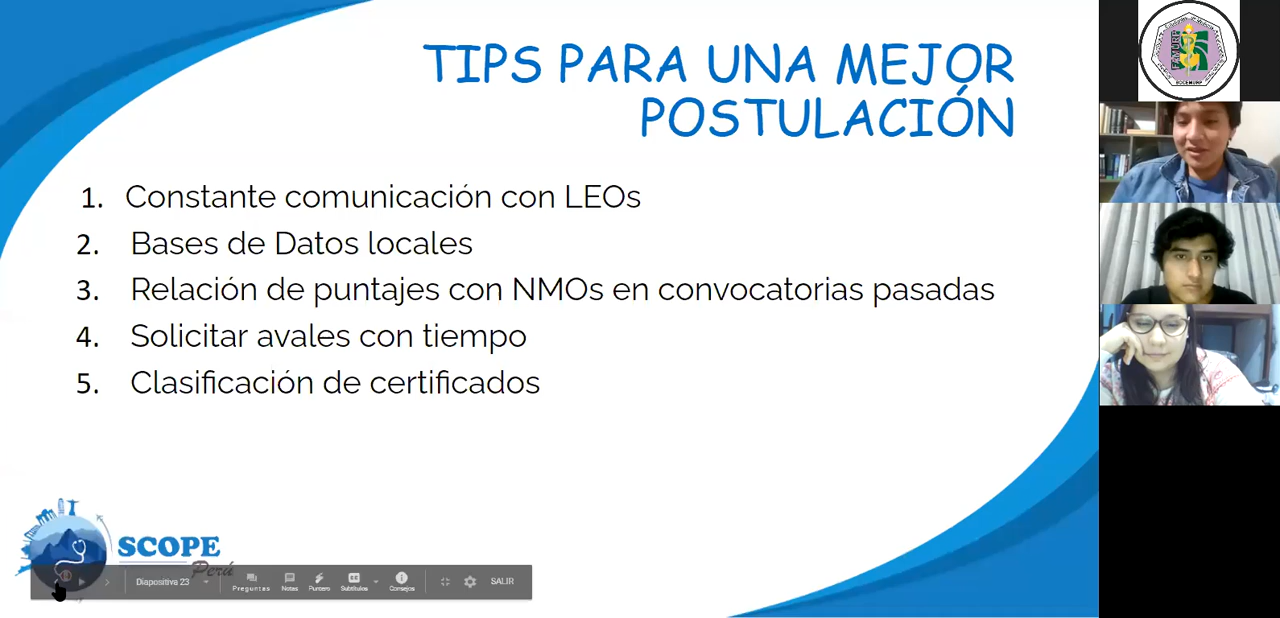 TIPS PARA UNA MEJOR
POSTULACIÓN
1. Constante comunicación con LEOs
2. Bases de Datos locales
3. Relación de puntajes con NMOs en convocatorias pasadas
4. Solicitar avales con tiempo
5. Clasificación de certificados
SCOPE
Perú
Diapositiva 23
Preguntas
Notas
Puntero
Subtítulos
Consejos
SALIR
FAMURP
SOCEMURP